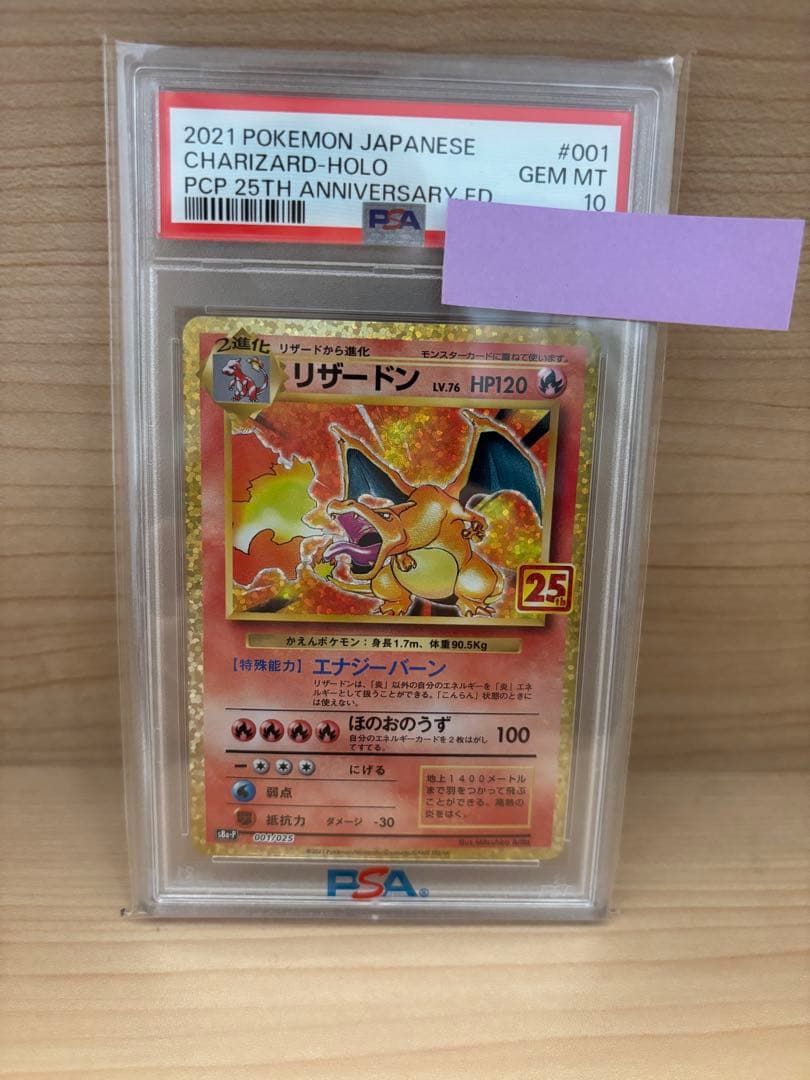 2021 POKEMON JAPANESE #001
CHARIZARD-HOLO GEM MT
PCP 25TH ANNIVERSARY ED 10
PSA
2進化 リザードから進化 モンスターカードに重ねて使います。
リザードン LV.76 HP120
25th
かえんポケモン：身長1.7m、体重90.5Kg
【特殊能力】エナジーバーン
リザードンは、「炎」以外の自分のエネルギーを「炎」エネ
ルギーとして扱うことができる。「こんらん」状態のときに
は使えない。
ほのおのうず 100
自分のエネルギーカードを2枚はがし
てすてる。
ー にげる
弱点
抵抗力 ダメージ -30
地上1400メートル
まで羽をつかって飛ぶ
ことができる。高熱の
炎をはく。
s8a-P 001/025
PSA®